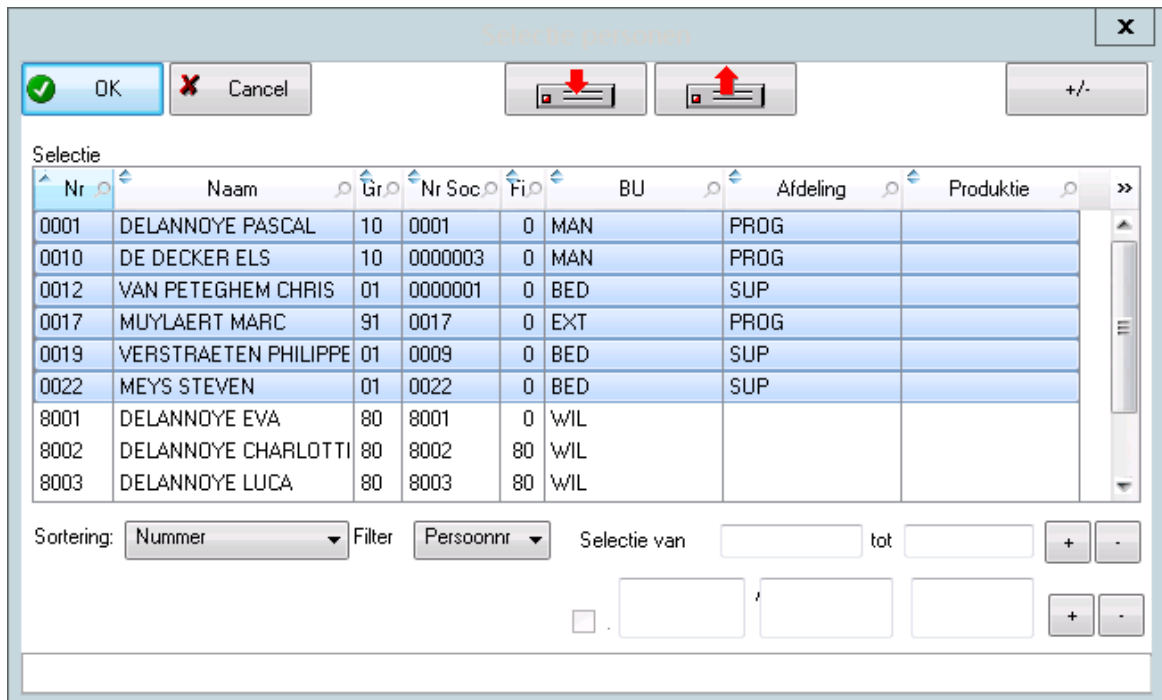 Selectie personeel
X
OK Cancel +/-
Selectie
Nr Naam Gr. Nr Soc. Fi. BU Afdeling Produktie »
0001 DELANNOYE PASCAL 10 0001 0 MAN PROG
0010 DE DECKER ELS 10 0000003 0 MAN PROG
0012 VAN PETEGHEM CHRIS 01 0000001 0 BED SUP
0017 MUYLAERT MARC 91 0017 0 EXT PROG
0019 VERSTRAETEN PHILIPPE 01 0009 0 BED SUP
0022 MEYS STEVEN 01 0022 0 BED SUP
8001 DELANNOYE EVA 80 8001 0 WIL
8002 DELANNOYE CHARLOTTI 80 8002 80 WIL
8003 DELANNOYE LUCA 80 8003 80 WIL
Sortering: Nummer Filter Persoonnr Selectie van tot + -
. + -